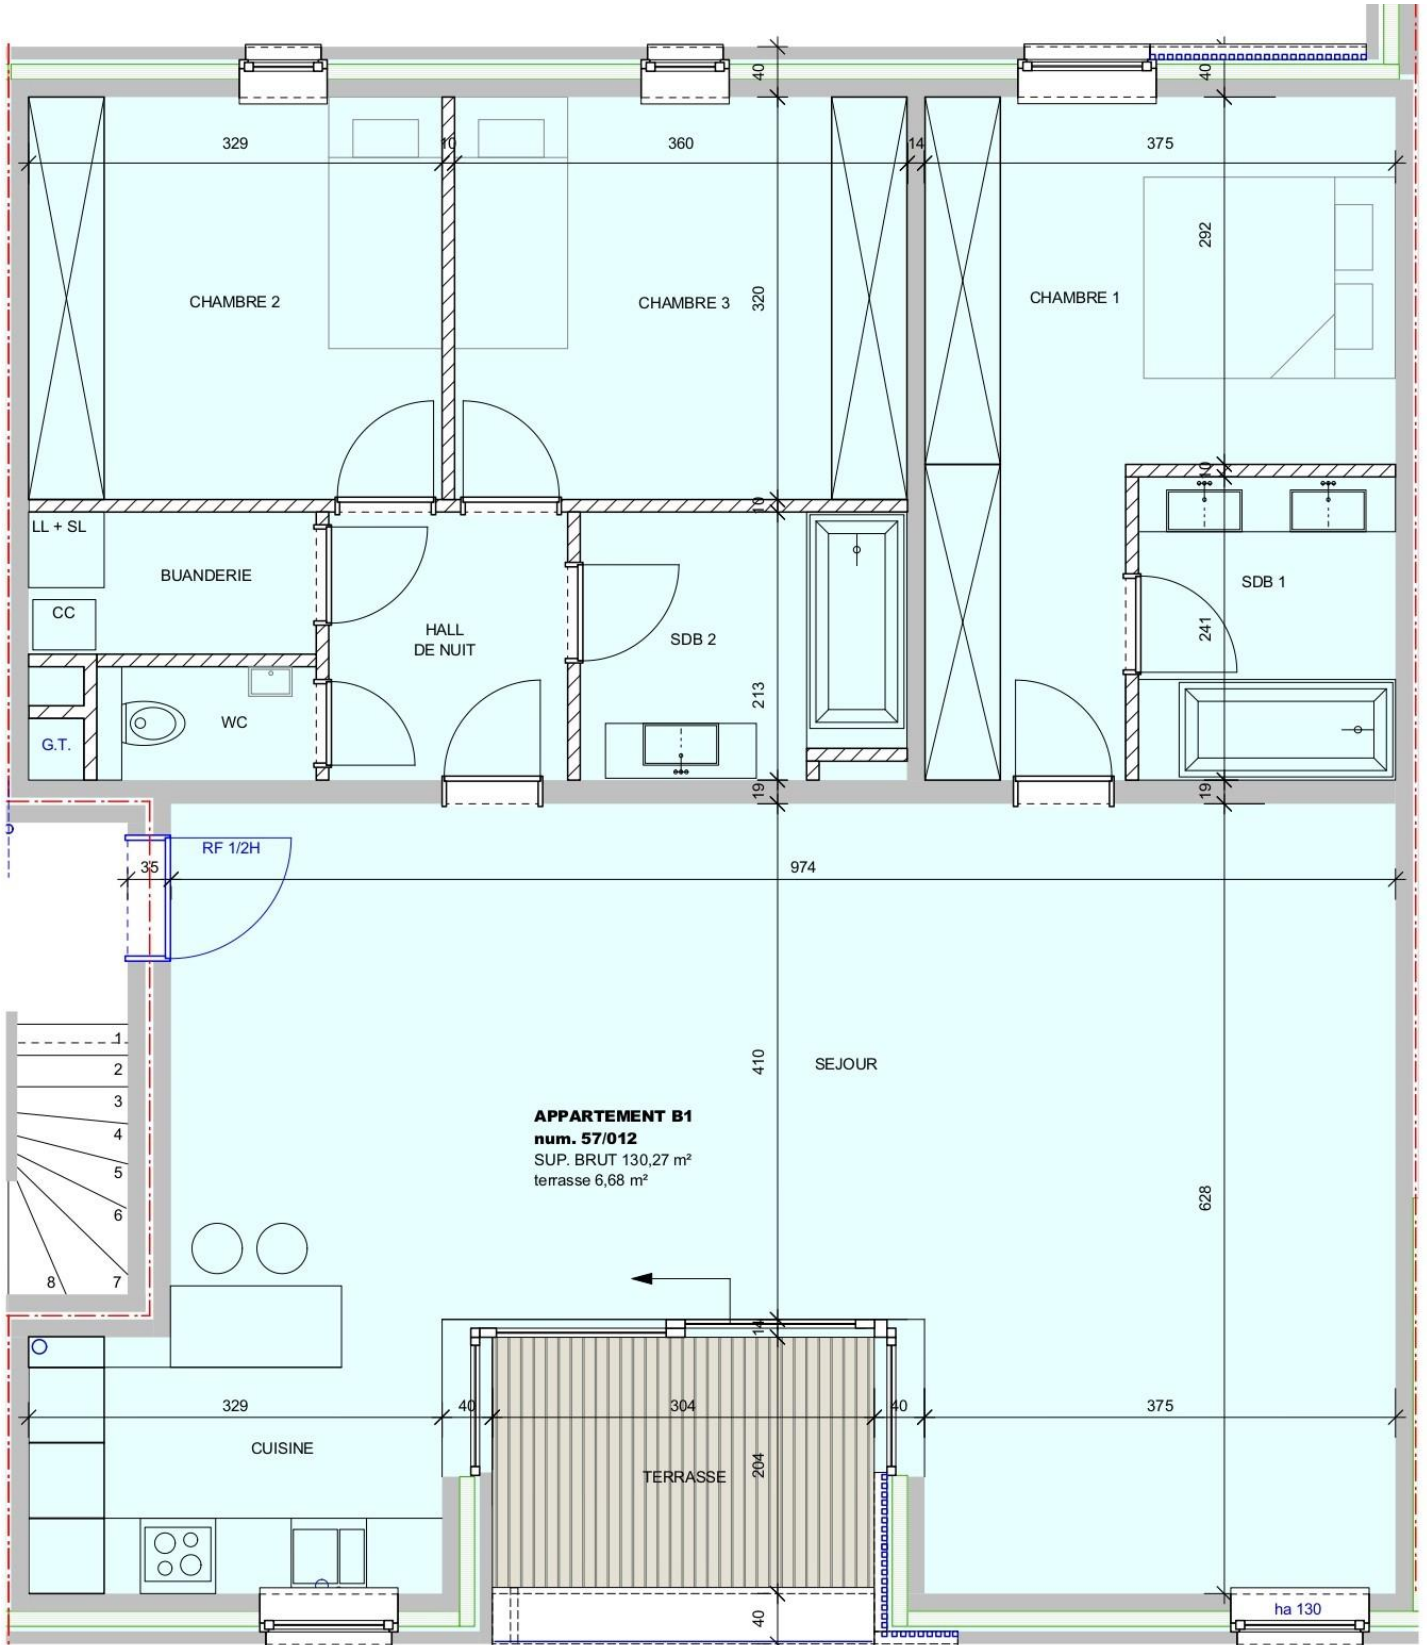 40
40
329
10
360
14
375
292
CHAMBRE 2
CHAMBRE 3
320
CHAMBRE 1
10
10
LL + SL
BUANDERIE
CC
HALL
DE NUIT
SDB 2
SDB 1
241
213
WC
G.T.
19
19
RF 1/2H
35
974
1
2
3
4
5
6
7
8
410
SEJOUR
APPARTEMENT B1
num. 57/012
SUP. BRUT 130,27 m²
terrasse 6,68 m²
628
14
329
40
304
40
375
CUISINE
TERRASSE
204
40
ha 130